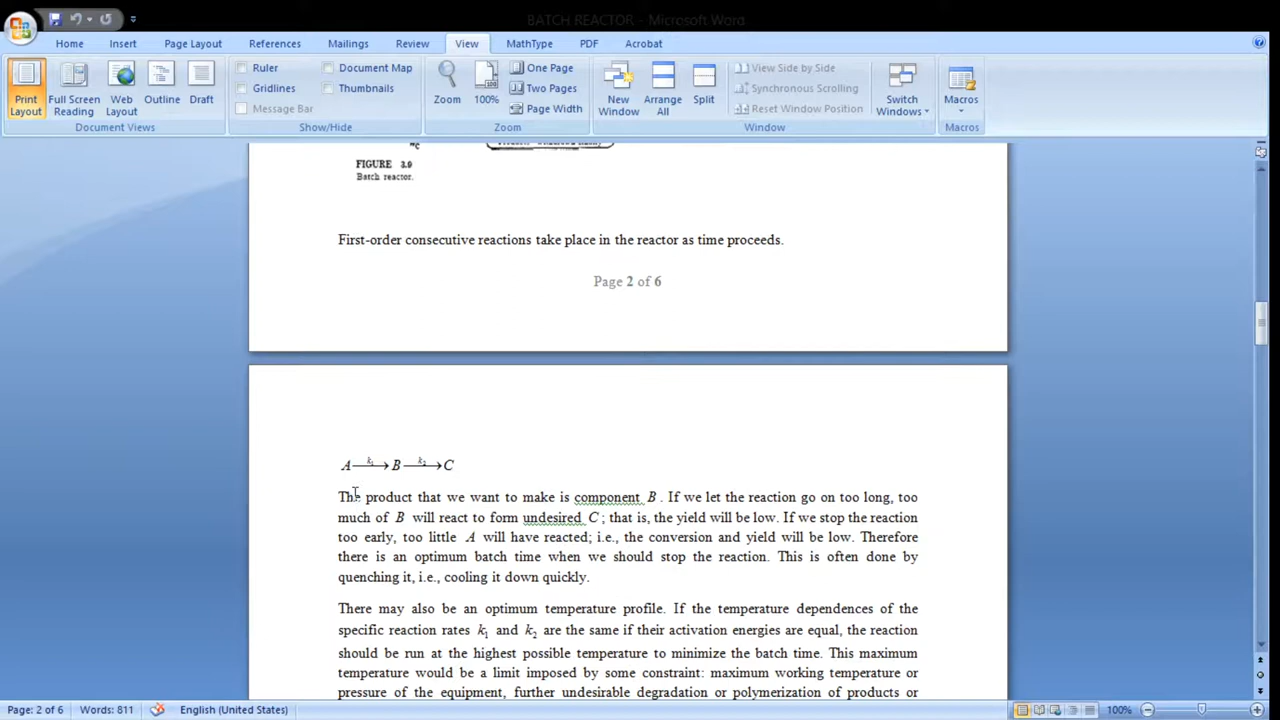 BATCH REACTOR - Microsoft Word
Home Insert Page Layout References Mailings Review View MathType PDF Acrobat
Print Layout
Full Screen Reading
Web Layout
Outline
Draft
Document Views
Ruler
Gridlines
Message Bar
Document Map
Thumbnails
Show/Hide
Zoom
100%
One Page
Two Pages
Page Width
Zoom
New Window
Arrange All
Split
View Side by Side
Synchronous Scrolling
Reset Window Position
Window
Switch Windows
Macros
Macros
FIGURE 3.9
Batch reactor.
First-order consecutive reactions take place in the reactor as time proceeds.
Page 2 of 6
A —k₁→ B —k₂→ C
The product that we want to make is component B . If we let the reaction go on too long, too
much of B will react to form undesired C ; that is, the yield will be low. If we stop the reaction
too early, too little A will have reacted; i.e., the conversion and yield will be low. Therefore
there is an optimum batch time when we should stop the reaction. This is often done by
quenching it, i.e., cooling it down quickly.
There may also be an optimum temperature profile. If the temperature dependences of the
specific reaction rates k₁ and k₂ are the same if their activation energies are equal, the reaction
should be run at the highest possible temperature to minimize the batch time. This maximum
temperature would be a limit imposed by some constraint: maximum working temperature or
pressure of the equipment, further undesirable degradation or polymerization of products or
Page: 2 of 6 Words: 811 English (United States) 100%